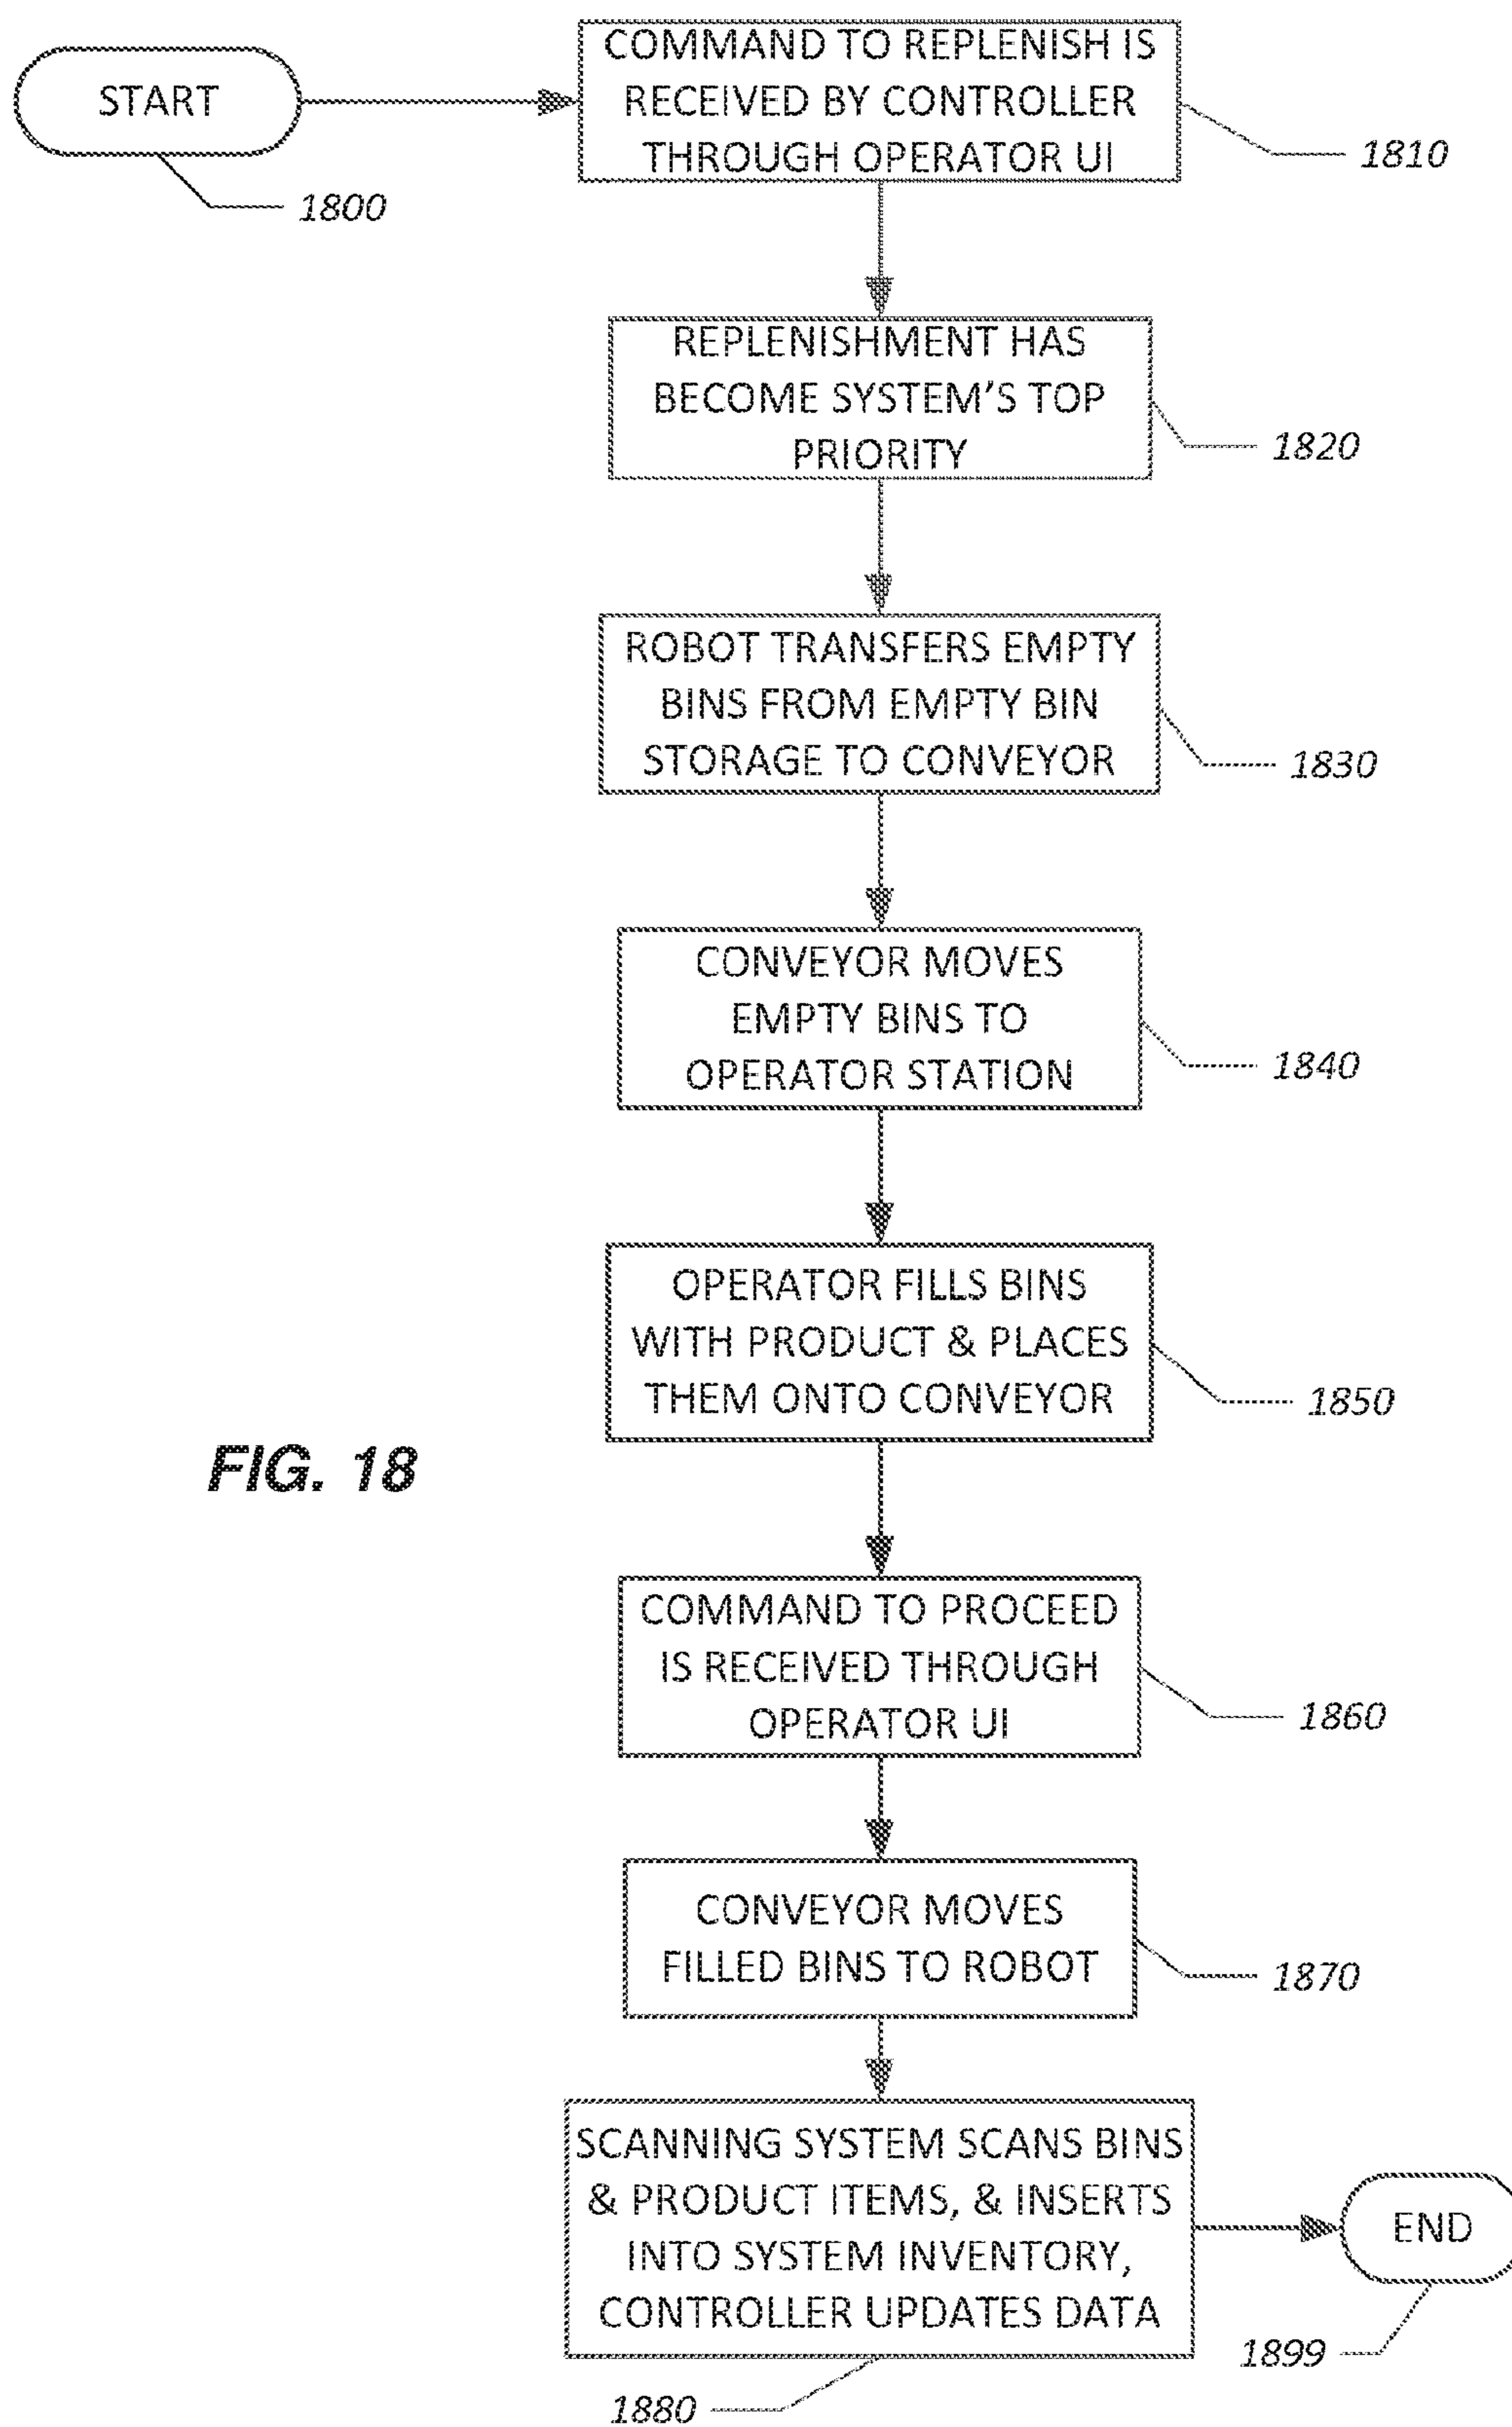 START
1800
COMMAND TO REPLENISH IS
RECEIVED BY CONTROLLER
THROUGH OPERATOR UI
1810
REPLENISHMENT HAS
BECOME SYSTEM'S TOP
PRIORITY
1820
ROBOT TRANSFERS EMPTY
BINS FROM EMPTY BIN
STORAGE TO CONVEYOR
1830
CONVEYOR MOVES
EMPTY BINS TO
OPERATOR STATION
1840
OPERATOR FILLS BINS
WITH PRODUCT & PLACES
THEM ONTO CONVEYOR
1850
FIG. 18
COMMAND TO PROCEED
IS RECEIVED THROUGH
OPERATOR UI
1860
CONVEYOR MOVES
FILLED BINS TO ROBOT
1870
SCANNING SYSTEM SCANS BINS
& PRODUCT ITEMS, & INSERTS
INTO SYSTEM INVENTORY,
CONTROLLER UPDATES DATA
1880
END
1899